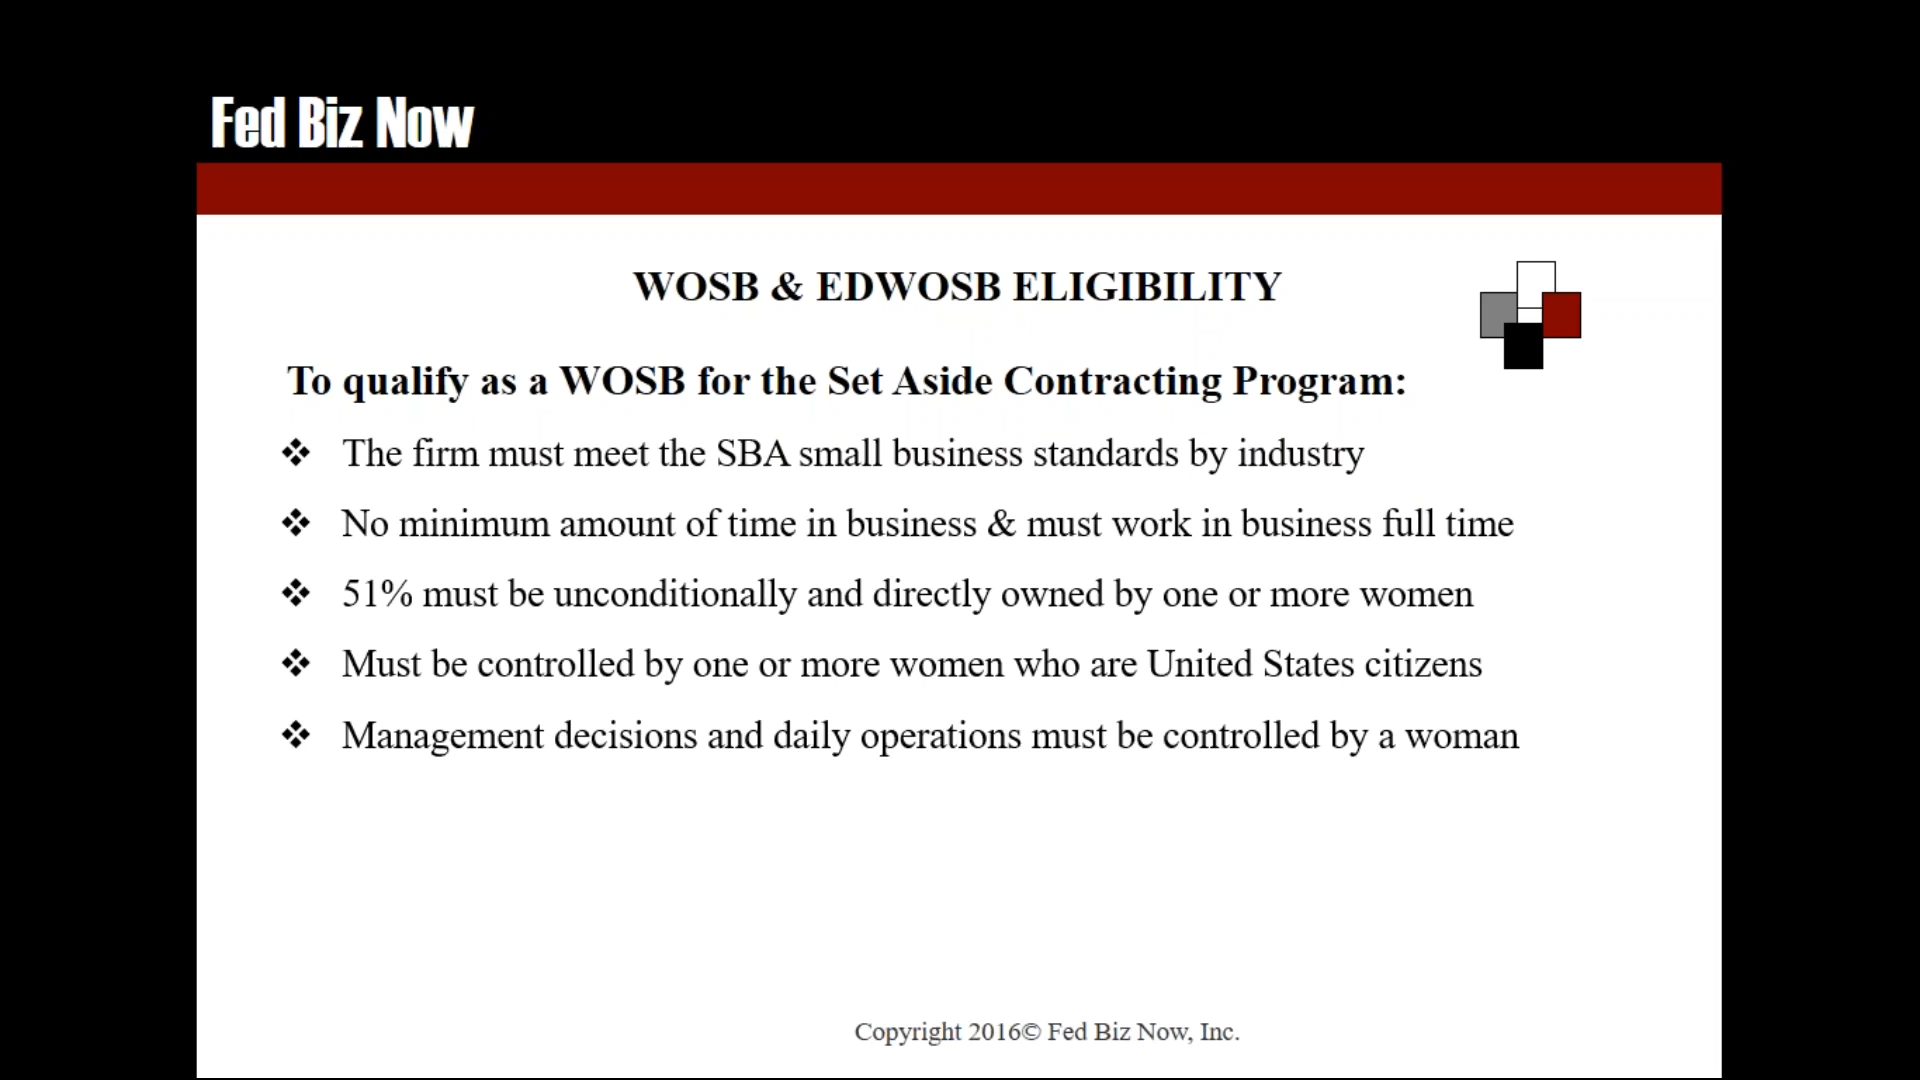 Fed Biz Now
WOSB & EDWOSB ELIGIBILITY
To qualify as a WOSB for the Set Aside Contracting Program:
❖ The firm must meet the SBA small business standards by industry
❖ No minimum amount of time in business & must work in business full time
❖ 51% must be unconditionally and directly owned by one or more women
❖ Must be controlled by one or more women who are United States citizens
❖ Management decisions and daily operations must be controlled by a woman
Copyright 2016© Fed Biz Now, Inc.